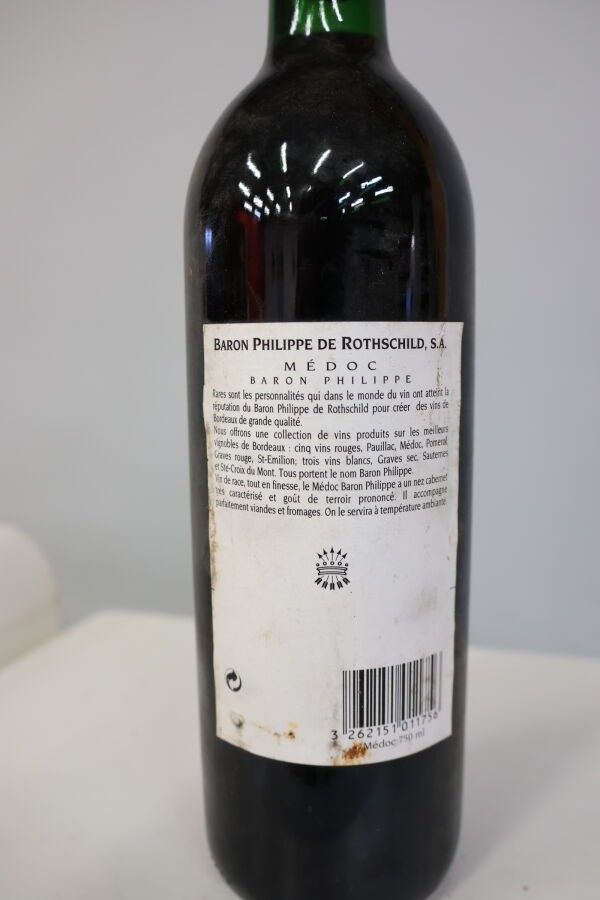 BARON PHILIPPE DE ROTHSCHILD, S.A.
MÉDOC
BARON PHILIPPE
Rares sont les personnalités qui dans le monde du vin ont atteint la
réputation du Baron Philippe de Rothschild pour créer des vins de
Bordeaux de grande qualité.
Nous offrons une collection de vins produits sur les meilleurs
vignobles de Bordeaux : cinq vins rouges, Pauillac, Médoc, Pomerol,
Graves rouge, St-Emilion; trois vins blancs, Graves sec, Sauternes
et Ste-Croix du Mont. Tous portent le nom Baron Philippe.
Vin de race, tout en finesse, le Médoc Baron Philippe a un nez cabernet
très caractérisé et goût de terroir prononcé. Il accompagne
parfaitement viandes et fromages. On le servira à température ambiante.
3 262151 011756
Médoc 750 ml